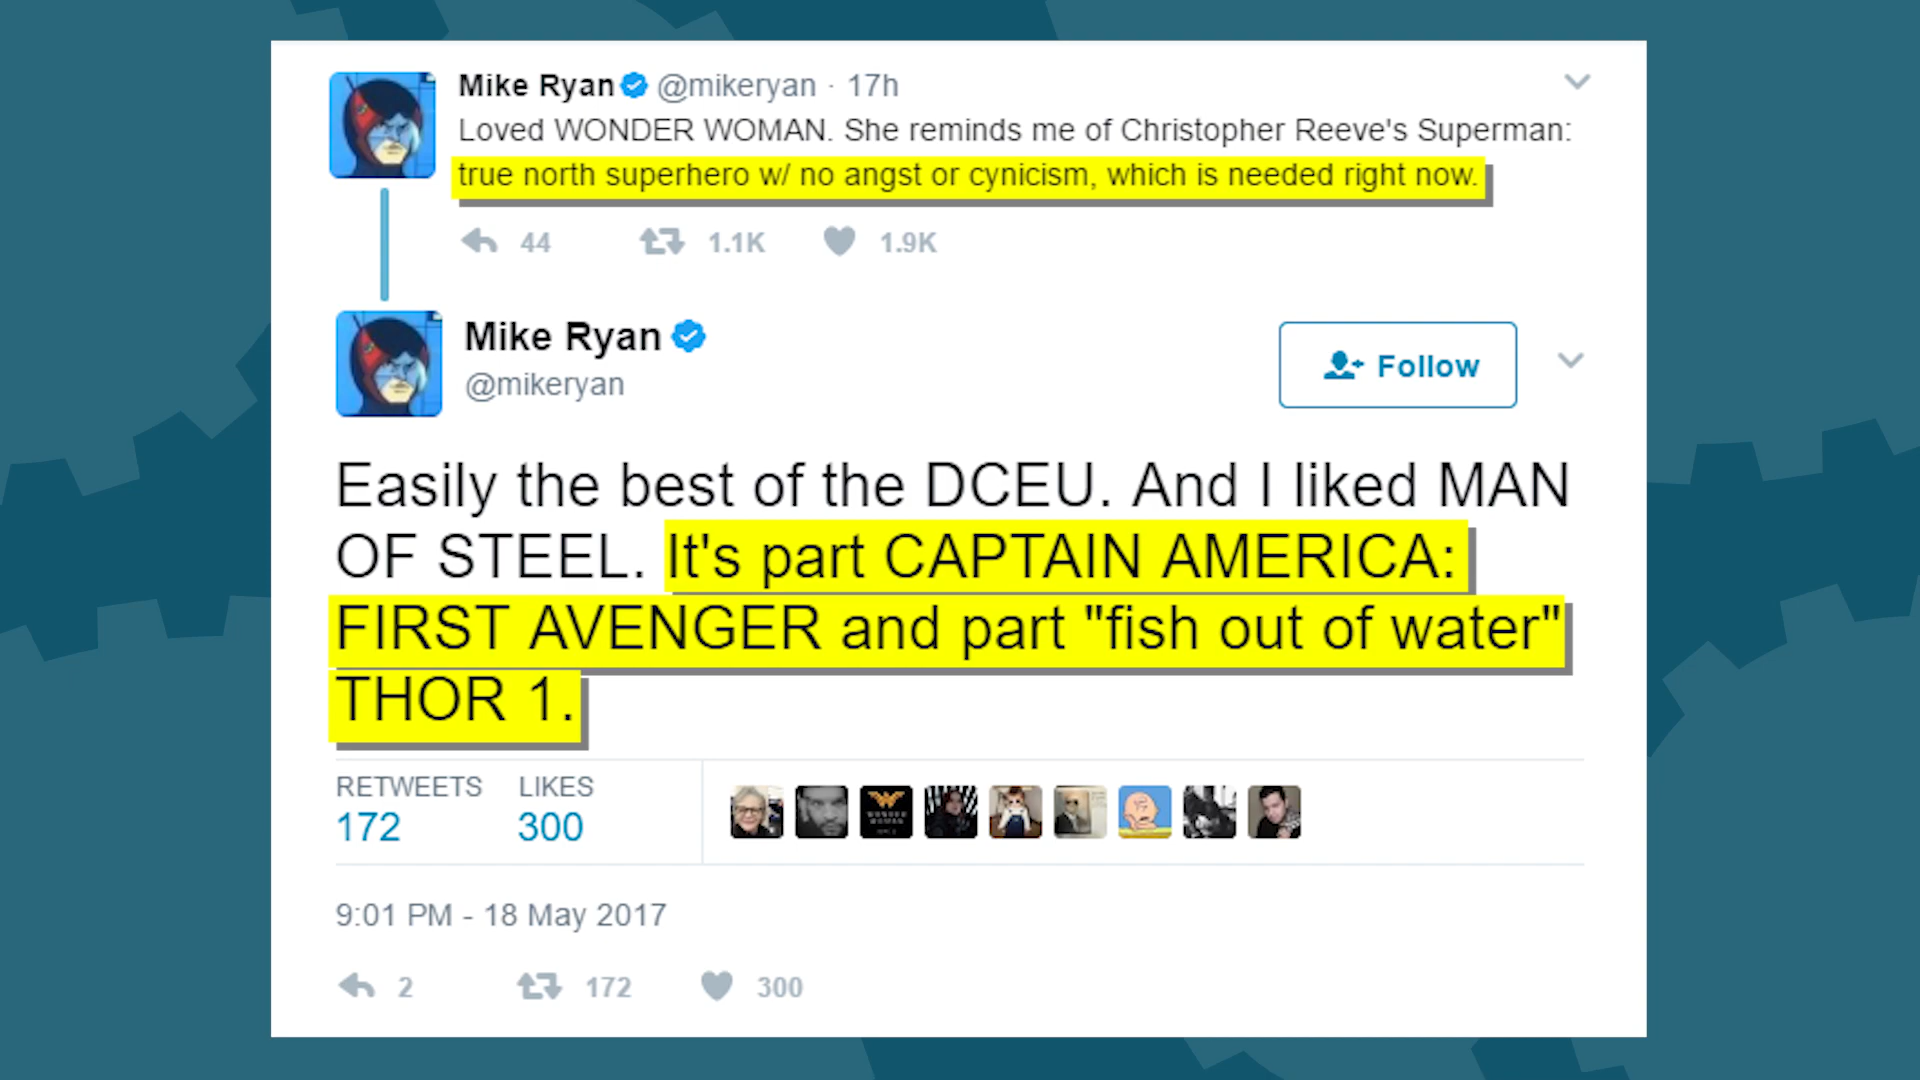 Mike Ryan @mikeryan · 17h
Loved WONDER WOMAN. She reminds me of Christopher Reeve's Superman:
true north superhero w/ no angst or cynicism, which is needed right now.
44 1.1K 1.9K
Mike Ryan
@mikeryan
Follow
Easily the best of the DCEU. And I liked MAN
OF STEEL. It's part CAPTAIN AMERICA:
FIRST AVENGER and part "fish out of water"
THOR 1.
RETWEETS LIKES
172 300
WONDER
WOMAN
9:01 PM - 18 May 2017
2 172 300